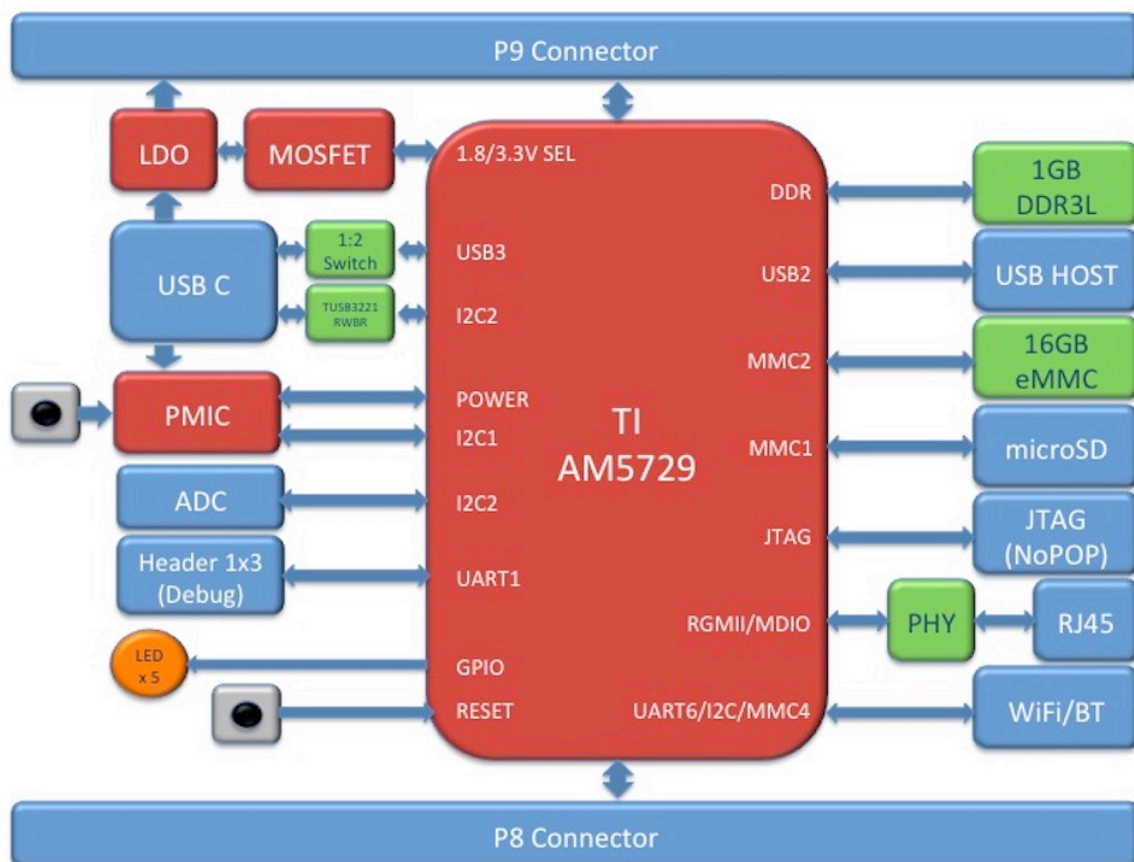 P9 Connector
LDO
MOSFET
1.8/3.3V SEL
DDR
1GB
DDR3L
USB C
1:2
Switch
USB3
USB2
USB HOST
TUSB3221
RWBR
I2C2
MMC2
16GB
eMMC
PMIC
POWER
I2C1
TI
AM5729
MMC1
microSD
ADC
I2C2
JTAG
JTAG
(NoPOP)
Header 1x3
(Debug)
UART1
RGMII/MDIO
PHY
RJ45
LED
x 5
GPIO
RESET
UART6/I2C/MMC4
WiFi/BT
P8 Connector